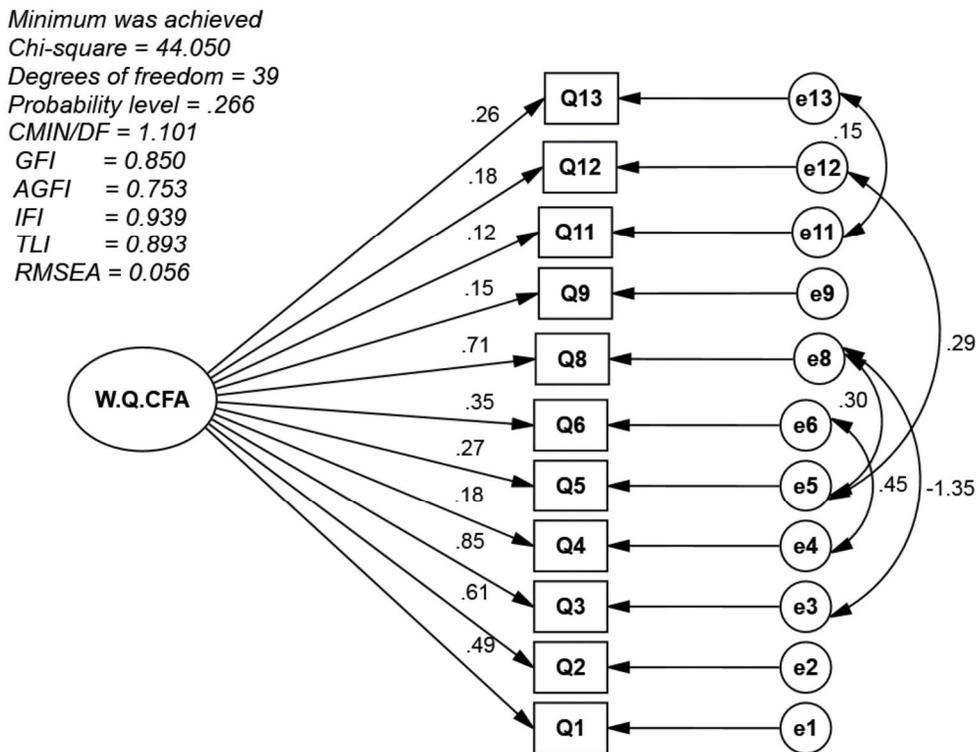 Minimum was achieved
Chi-square = 44.050
Degrees of freedom = 39
Probability level = .266
CMIN/DF = 1.101
GFI = 0.850
AGFI = 0.753
IFI = 0.939
TLI = 0.893
RMSEA = 0.056
W.Q.CFA
.26
Q13
e13
.15
.18
Q12
e12
.12
Q11
e11
.15
Q9
e9
.71
Q8
e8
.29
.35
Q6
e6
.30
.27
Q5
e5
.45
-1.35
.18
Q4
e4
.85
Q3
e3
.61
Q2
e2
.49
Q1
e1